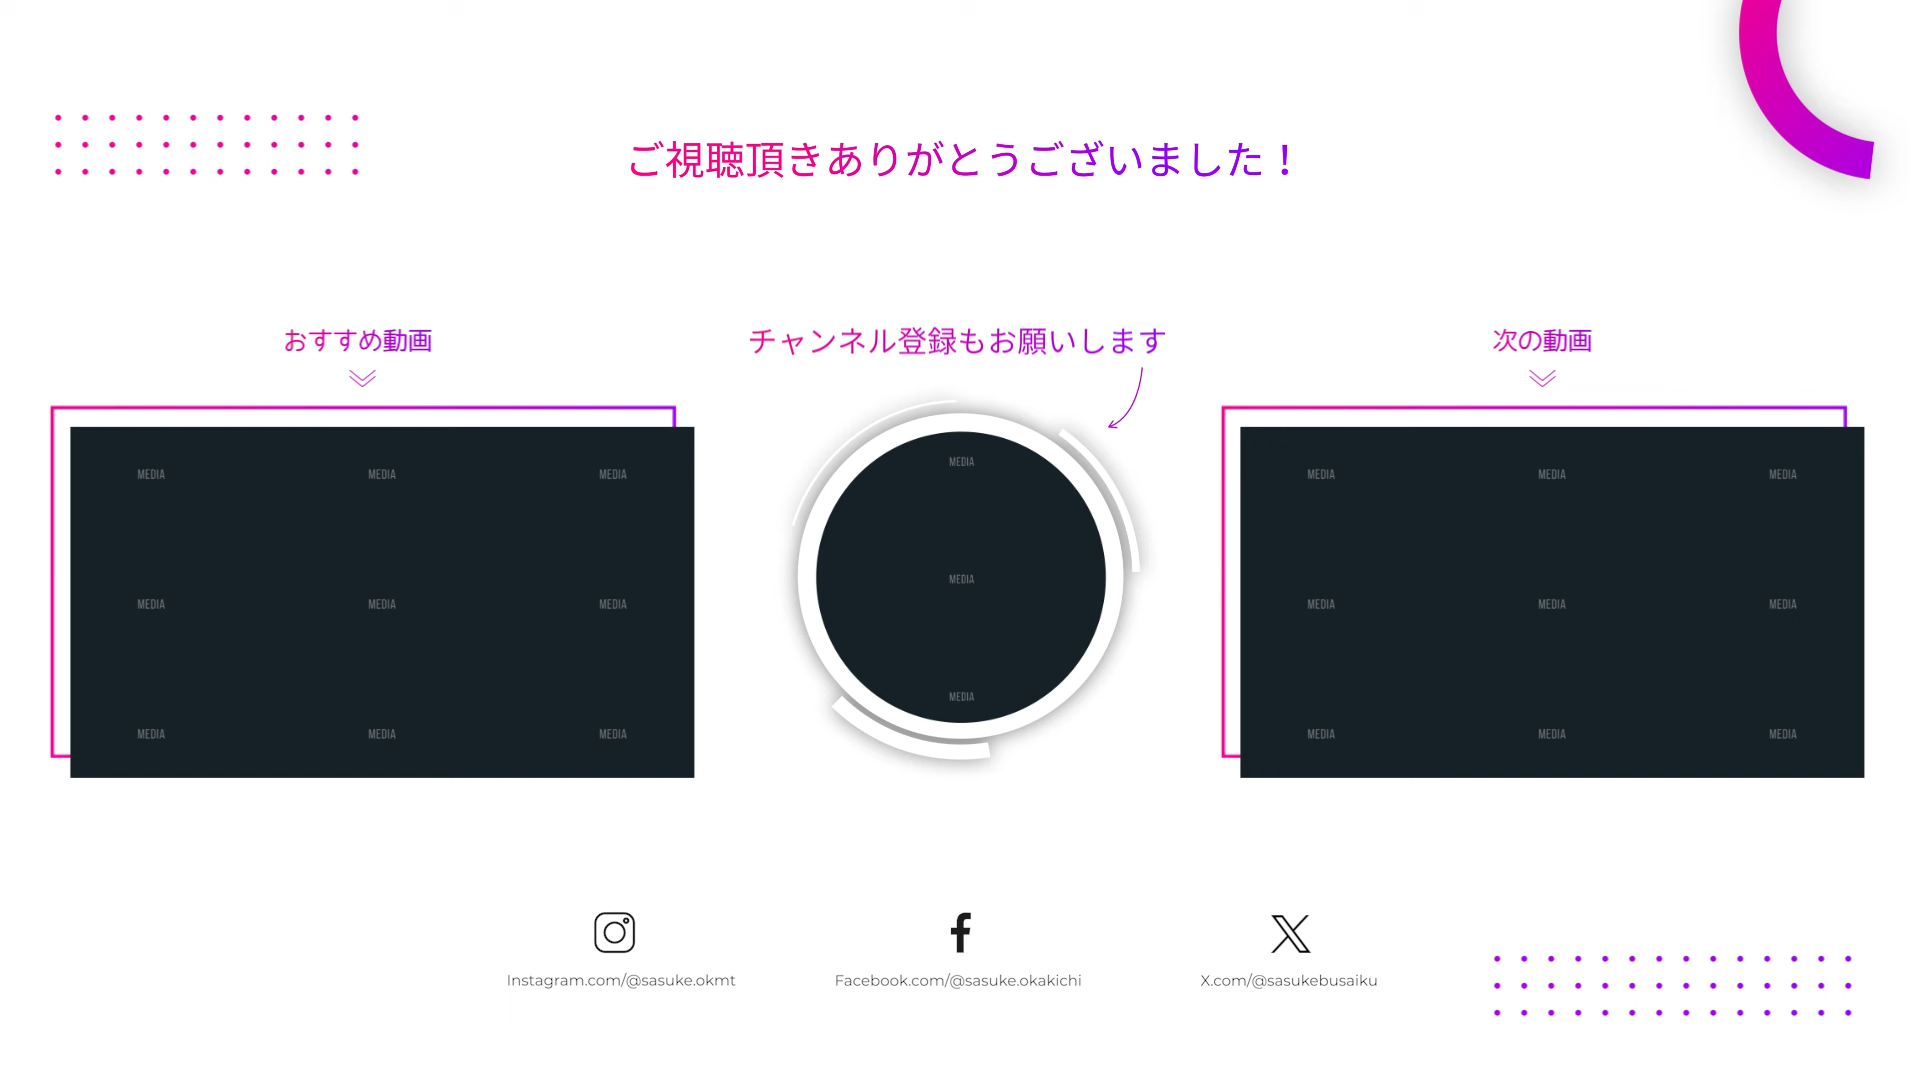 ご視聴頂きありがとうございました！
おすすめ動画
チャンネル登録もお願いします
次の動画
MEDIA MEDIA MEDIA
MEDIA MEDIA MEDIA
MEDIA MEDIA MEDIA
MEDIA
MEDIA
MEDIA
MEDIA MEDIA MEDIA
MEDIA MEDIA MEDIA
MEDIA MEDIA MEDIA
Instagram.com/@sasuke.okmt
Facebook.com/@sasuke.okakichi
X.com/@sasukebusaiku